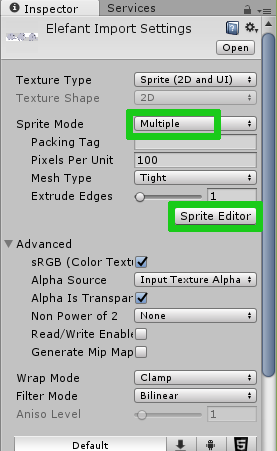 Inspector Services
Elefant Import Settings
Open
Texture Type Sprite (2D and UI)
Texture Shape 2D
Sprite Mode Multiple
Packing Tag
Pixels Per Unit 100
Mesh Type Tight
Extrude Edges 1
Sprite Editor
Advanced
sRGB (Color Textu
Alpha Source Input Texture Alpha
Alpha Is Transpar
Non Power of 2 None
Read/Write Enable
Generate Mip Map
Wrap Mode Clamp
Filter Mode Bilinear
Aniso Level 1
Default